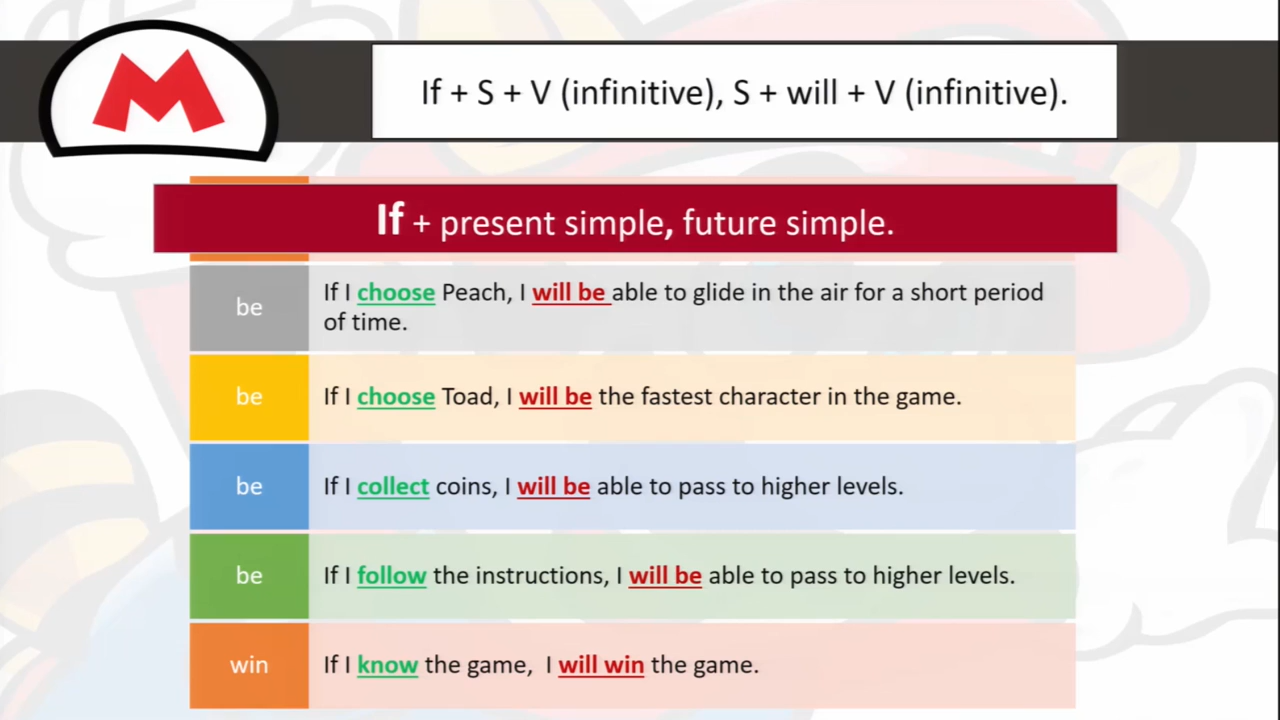 M
If + S + V (infinitive), S + will + V (infinitive).
If + present simple, future simple.
be
If I choose Peach, I will be able to glide in the air for a short period
of time.
be
If I choose Toad, I will be the fastest character in the game.
be
If I collect coins, I will be able to pass to higher levels.
be
If I follow the instructions, I will be able to pass to higher levels.
win
If I know the game, I will win the game.